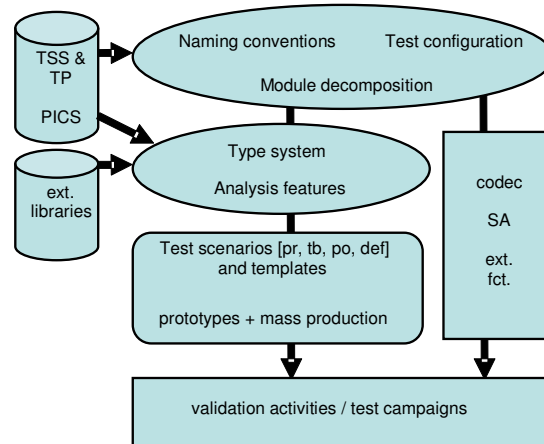 Naming conventions
Test configuration
Module decomposition
TSS &
TP
PICS
ext.
libraries
Type system
Analysis features
codec
SA
ext.
fct.
Test scenarios [pr, tb, po, def]
and templates
prototypes + mass production
validation activities / test campaigns